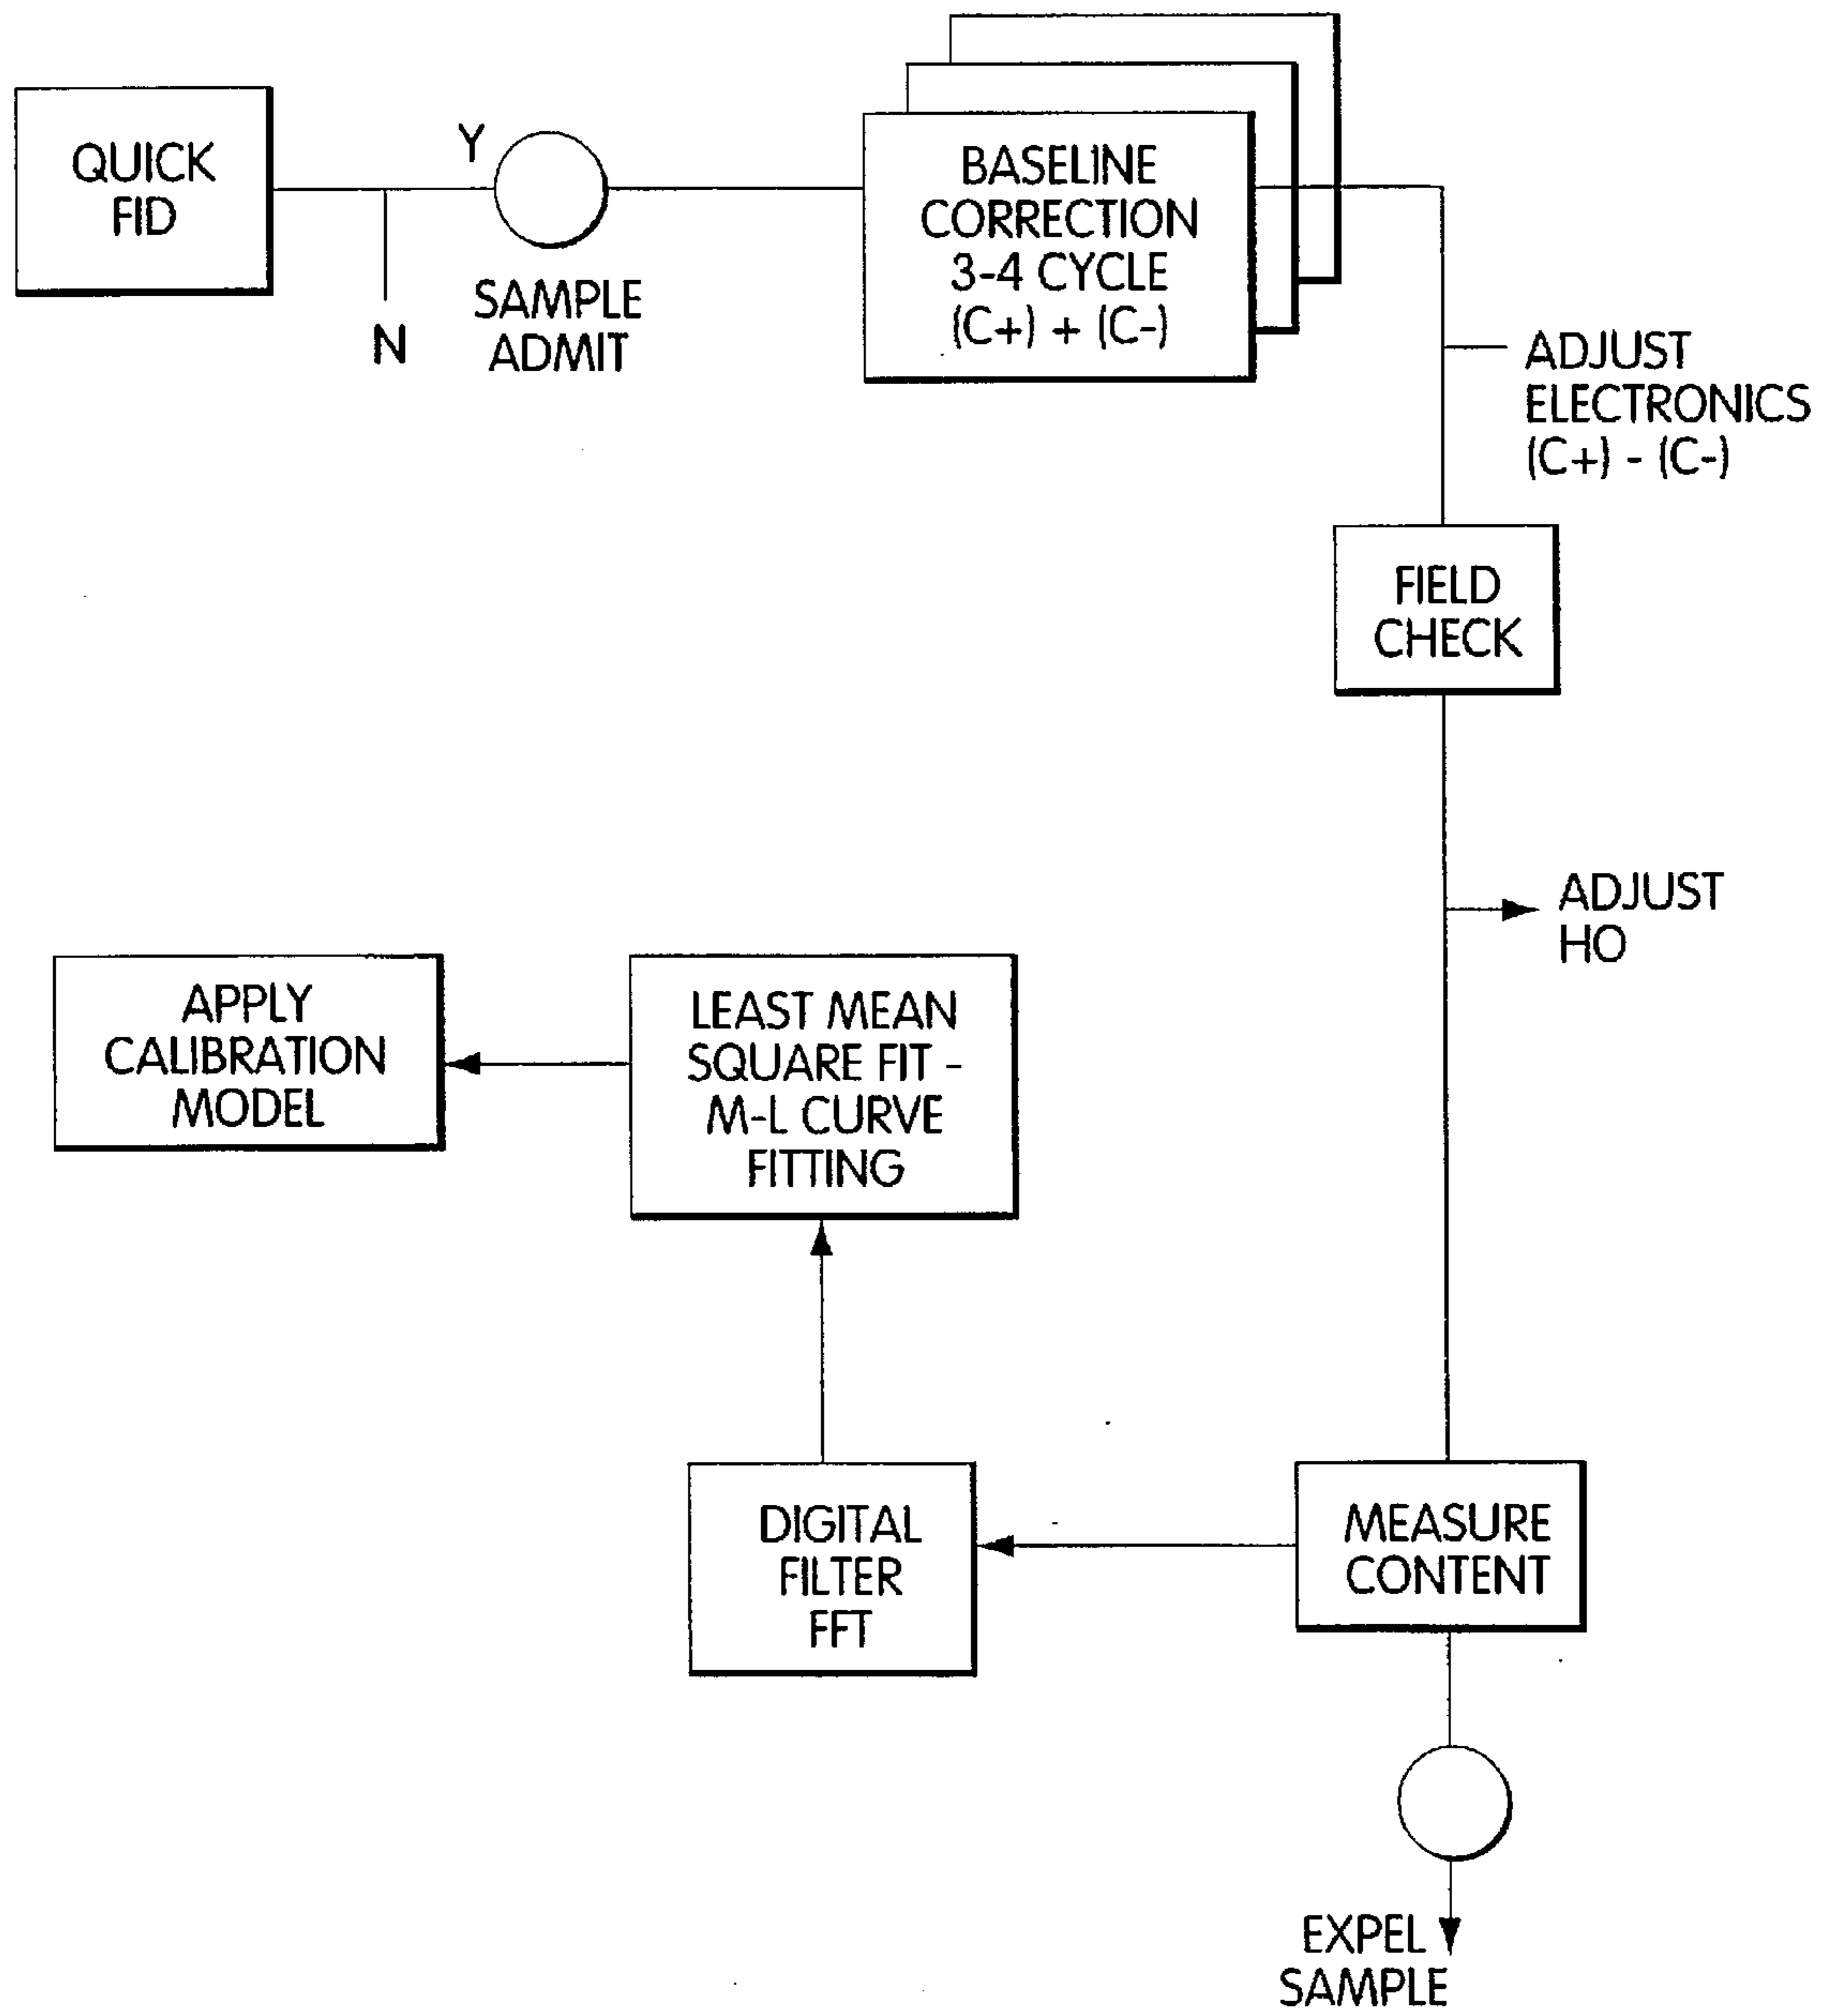 QUICK
FID
Y
N
SAMPLE
ADMIT
BASELINE
CORRECTION
3-4 CYCLE
(C+) + (C-)
ADJUST
ELECTRONICS
(C+) - (C-)
FIELD
CHECK
ADJUST
HO
APPLY
CALIBRATION
MODEL
LEAST MEAN
SQUARE FIT -
M-L CURVE
FITTING
DIGITAL
FILTER
FFT
MEASURE
CONTENT
EXPEL
SAMPLE